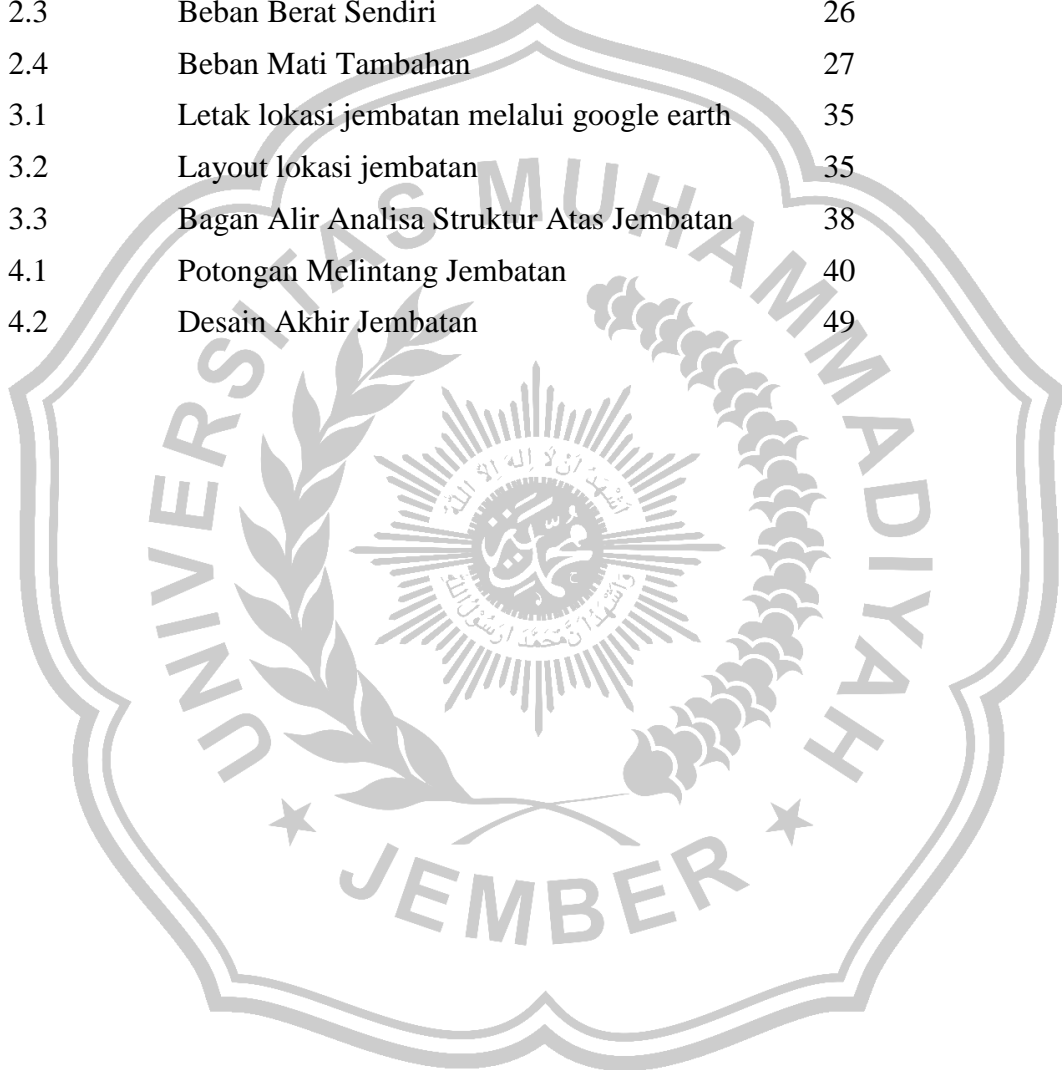 2.3 Beban Berat Sendiri 26
2.4 Beban Mati Tambahan 27
3.1 Letak lokasi jembatan melalui google earth 35
3.2 Layout lokasi jembatan 35
3.3 Bagan Alir Analisa Struktur Atas Jembatan 38
4.1 Potongan Melintang Jembatan 40
4.2 Desain Akhir Jembatan 49
UNIVERSITAS MUHAMMADIYAH
JEMBER